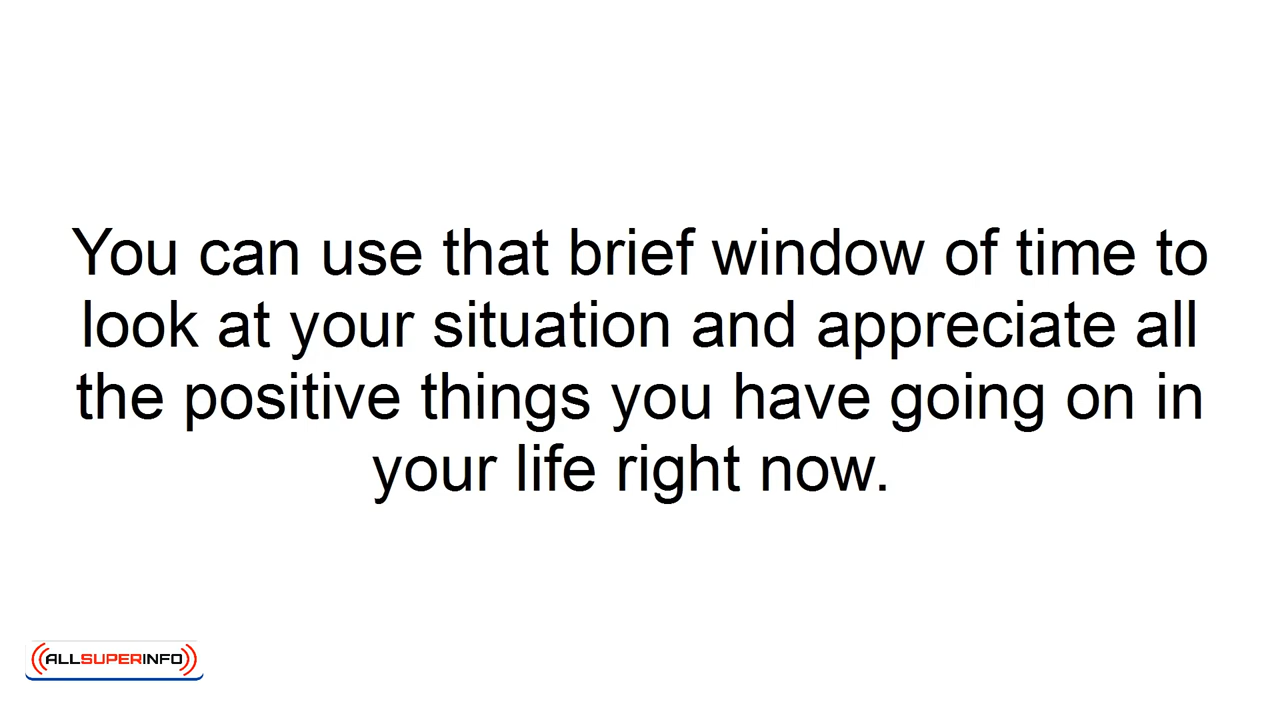 You can use that brief window of time to
look at your situation and appreciate all
the positive things you have going on in
your life right now.
ALLSUPERINFO